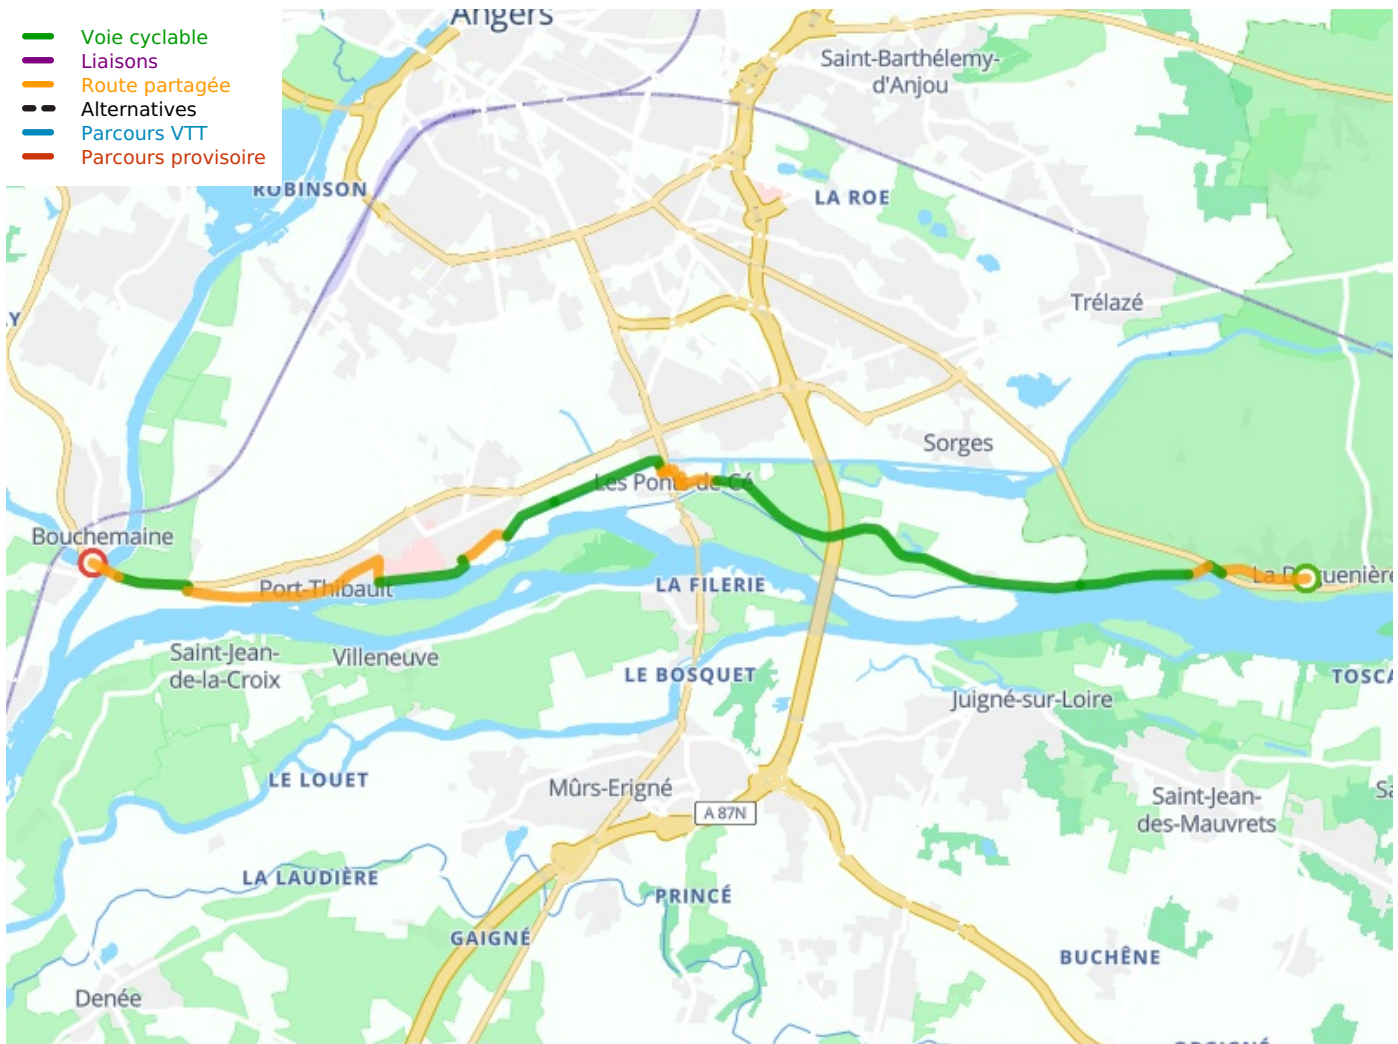 Angers
Voie cyclable
Liaisons
Route partagée
Alternatives
Parcours VTT
Parcours provisoire
Saint-Barthélemy-
d'Anjou
ROBINSON
LA ROE
Trélazé
Sorges
Les Ponts-de-Cé
Bouchemaine
Port-Thibault
LA FILERIE
La Daguenière
Saint-Jean-
de-la-Croix
Villeneuve
LE BOSQUET
Juigné-sur-Loire
LE LOUET
Mûrs-Erigné
A 87N
Saint-Jean-
des-Mauvrets
LA LAUDIÈRE
PRINCÉ
GAIGNÉ
BUCHÊNE
Denée